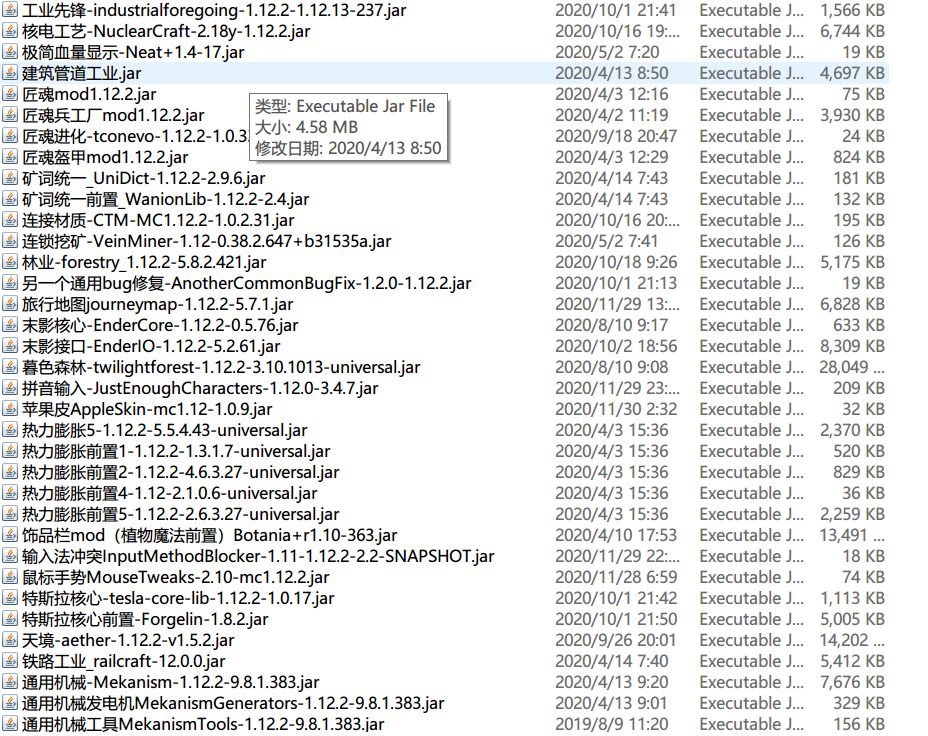 工业先锋-industrialforegoing-1.12.2-1.12.13-237.jar 2020/10/1 21:41 Executable J... 1,566 KB
核电工艺-NuclearCraft-2.18y-1.12.2.jar 2020/10/16 19:... Executable J... 6,744 KB
极简血量显示-Neat+1.4-17.jar 2020/5/2 7:20 Executable J... 19 KB
建筑管道工业.jar 2020/4/13 8:50 Executable J... 4,697 KB
匠魂mod1.12.2.jar 2020/4/3 12:16 Executable J... 75 KB
类型: Executable Jar File
匠魂兵工厂mod1.12.2.jar 2020/4/2 11:19 Executable J... 3,930 KB
大小: 4.58 MB
匠魂进化-tconevo-1.12.2-1.0.3 2020/9/18 20:47 Executable J... 24 KB
修改日期: 2020/4/13 8:50
匠魂盔甲mod1.12.2.jar 2020/4/3 12:29 Executable J... 824 KB
矿词统一_UniDict-1.12.2-2.9.6.jar 2020/4/14 7:43 Executable J... 181 KB
矿词统一前置_WanionLib-1.12.2-2.4.jar 2020/4/14 7:43 Executable J... 132 KB
连接材质-CTM-MC1.12.2-1.0.2.31.jar 2020/10/16 20:... Executable J... 195 KB
连锁挖矿-VeinMiner-1.12-0.38.2.647+b31535a.jar 2020/5/2 7:41 Executable J... 126 KB
林业-forestry_1.12.2-5.8.2.421.jar 2020/10/18 9:26 Executable J... 5,175 KB
另一个通用bug修复-AnotherCommonBugFix-1.2.0-1.12.2.jar 2020/10/1 21:13 Executable J... 19 KB
旅行地图journeymap-1.12.2-5.7.1.jar 2020/11/29 13:... Executable J... 6,828 KB
末影核心-EnderCore-1.12.2-0.5.76.jar 2020/8/10 9:17 Executable J... 633 KB
末影接口-EnderIO-1.12.2-5.2.61.jar 2020/10/2 18:56 Executable J... 8,309 KB
暮色森林-twilightforest-1.12.2-3.10.1013-universal.jar 2020/8/10 9:08 Executable J... 28,049 ...
拼音输入-JustEnoughCharacters-1.12.0-3.4.7.jar 2020/11/29 23:... Executable J... 209 KB
苹果皮AppleSkin-mc1.12-1.0.9.jar 2020/11/30 2:32 Executable J... 32 KB
热力膨胀5-1.12.2-5.5.4.43-universal.jar 2020/4/3 15:36 Executable J... 2,370 KB
热力膨胀前置1-1.12.2-1.3.1.7-universal.jar 2020/4/3 15:36 Executable J... 520 KB
热力膨胀前置2-1.12.2-4.6.3.27-universal.jar 2020/4/3 15:36 Executable J... 829 KB
热力膨胀前置4-1.12-2.1.0.6-universal.jar 2020/4/3 15:36 Executable J... 36 KB
热力膨胀前置5-1.12.2-2.6.3.27-universal.jar 2020/4/3 15:36 Executable J... 2,259 KB
饰品栏mod（植物魔法前置）Botania+r1.10-363.jar 2020/4/10 17:53 Executable J... 13,491 ...
输入法冲突InputMethodBlocker-1.11-1.12.2-2.2-SNAPSHOT.jar 2020/11/29 22:... Executable J... 18 KB
鼠标手势MouseTweaks-2.10-mc1.12.2.jar 2020/11/28 6:59 Executable J... 74 KB
特斯拉核心-tesla-core-lib-1.12.2-1.0.17.jar 2020/10/1 21:42 Executable J... 1,113 KB
特斯拉核心前置-Forgelin-1.8.2.jar 2020/10/1 21:50 Executable J... 5,005 KB
天境-aether-1.12.2-v1.5.2.jar 2020/9/26 20:01 Executable J... 14,202 ...
铁路工业_railcraft-12.0.0.jar 2020/4/14 7:40 Executable J... 5,412 KB
通用机械-Mekanism-1.12.2-9.8.1.383.jar 2020/4/13 9:20 Executable J... 7,676 KB
通用机械发电机MekanismGenerators-1.12.2-9.8.1.383.jar 2020/4/13 9:01 Executable J... 329 KB
通用机械工具MekanismTools-1.12.2-9.8.1.383.jar 2019/8/9 11:20 Executable J... 156 KB